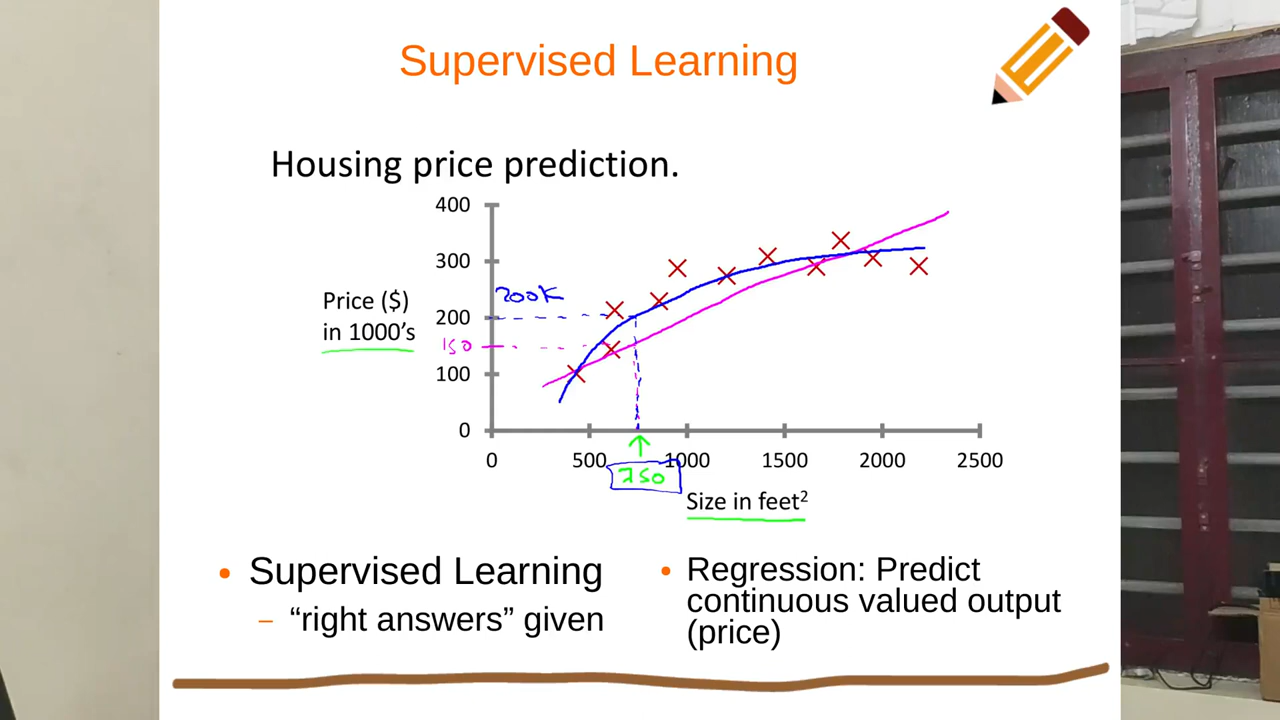 Supervised Learning
Housing price prediction.
400
300
200
100
0
Price ($)
in 1000's
200K
150
0
500
1000
1500
2000
2500
750
Size in feet²
• Supervised Learning
– “right answers” given
• Regression: Predict
continuous valued output
(price)